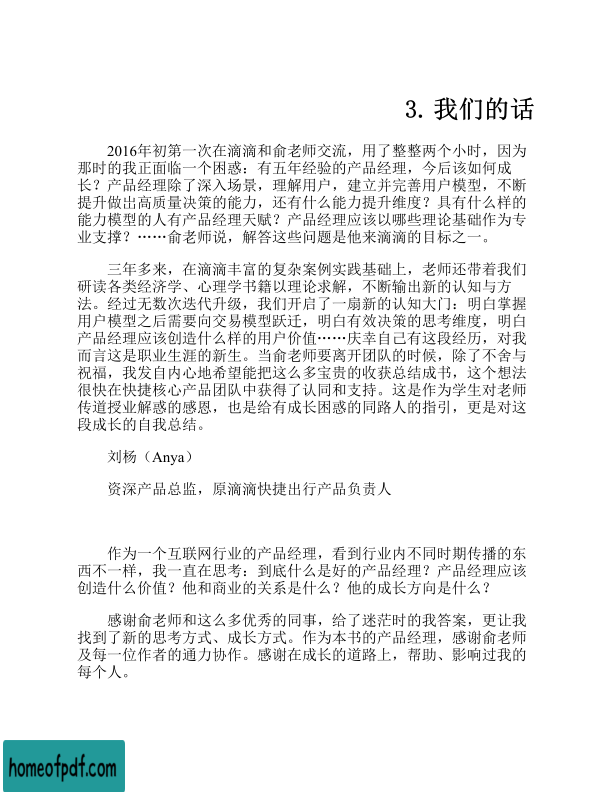 3. 我们的话
2016年初第一次在滴滴和俞老师交流，用了整整两个小时，因为
那时的我正面临一个困惑：有五年经验的产品经理，今后该如何成
长？产品经理除了深入场景，理解用户，建立并完善用户模型，不断
提升做出高质量决策的能力，还有什么能力提升维度？具有什么样的
能力模型的人有产品经理天赋？产品经理应该以哪些理论基础作为专
业支撑？……俞老师说，解答这些问题是他来滴滴的目标之一。
三年多来，在滴滴丰富的复杂案例实践基础上，老师还带着我们
研读各类经济学、心理学书籍以理论求解，不断输出新的认知与方
法。经过无数次迭代升级，我们开启了一扇新的认知大门：明白掌握
用户模型之后需要向交易模型跃迁，明白有效决策的思考维度，明白
产品经理应该创造什么样的用户价值……庆幸自己有这段经历，对我
而言这是职业生涯的新生。当俞老师要离开团队的时候，除了不舍与
祝福，我发自内心地希望能把这么多宝贵的收获总结成书，这个想法
很快在快捷核心产品团队中获得了认同和支持。这是作为学生对老师
传道授业解惑的感恩，也是给有成长困惑的同路人的指引，更是对这
段成长的自我总结。
刘杨（Anya）
资深产品总监，原滴滴快捷出行产品负责人
作为一个互联网行业的产品经理，看到行业内不同时期传播的东
西不一样，我一直在思考：到底什么是好的产品经理？产品经理应该
创造什么价值？他和商业的关系是什么？他的成长方向是什么？
感谢俞老师和这么多优秀的同事，给了迷茫时的我答案，更让我
找到了新的思考方式、成长方式。作为本书的产品经理，感谢俞老师
及每一位作者的通力协作。感谢在成长的道路上，帮助、影响过我的
每个人。
homeofpdf.com